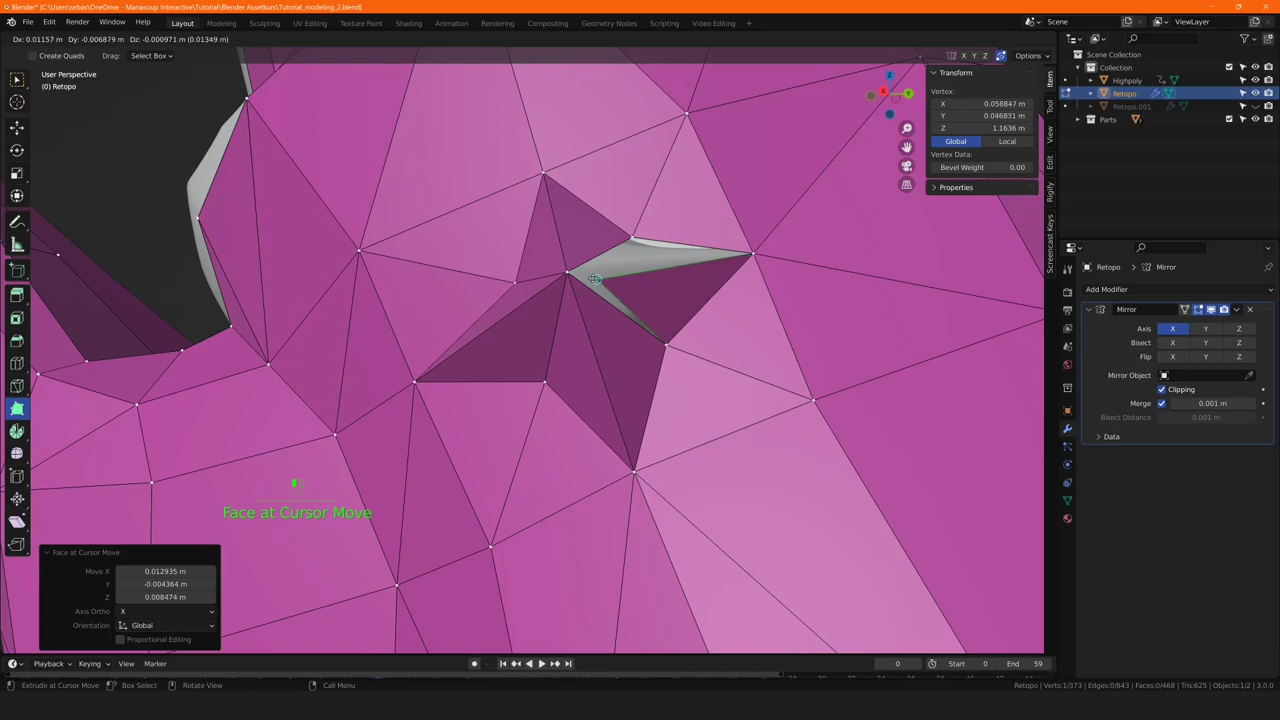 Blender* [C:\Users\sebas\OneDrive - Manasoup Interactive\Tutorial\Blender Assetkurs\Tutorial_modeling_2.blend]
File Edit Render Window Help Layout Modeling Sculpting UV Editing Texture Paint Shading Animation Rendering Compositing Geometry Nodes Scripting Video Editing Scene ViewLayer
Dx: 0.01157 m Dy: -0.006879 m Dz: -0.000971 m (0.01349 m)
Create Quads Drag: Select Box X Y Z Options
User Perspective
(0) Retopo
Z
X Y
Transform
Vertex:
X 0.058847 m
Y 0.046831 m
Z 1.1636 m
Global Local
Vertex Data:
Bevel Weight 0.00
Properties
Item
Tool
View
Edit
Rigify
Screencast Keys
Scene Collection
Collection
Highpoly
Retopo
Retopo.001
Parts
Retopo Mirror
Add Modifier
Mirror
Axis X Y Z
Bisect X Y Z
Flip X Y Z
Mirror Object
Clipping
Merge 0.001 m
Bisect Distance 0.001 m
Data
Face at Cursor Move
Face at Cursor Move
Move X 0.012935 m
Y -0.004364 m
Z 0.008474 m
Axis Ortho X
Orientation Global
Proportional Editing
Playback Keying View Marker 0 Start 0 End 59
Extrude at Cursor Move Box Select Rotate View Call Menu Retopo | Verts:1/373 | Edges:0/843 | Faces:0/468 | Tris:625 | Objects:1/2 | 3.0.0